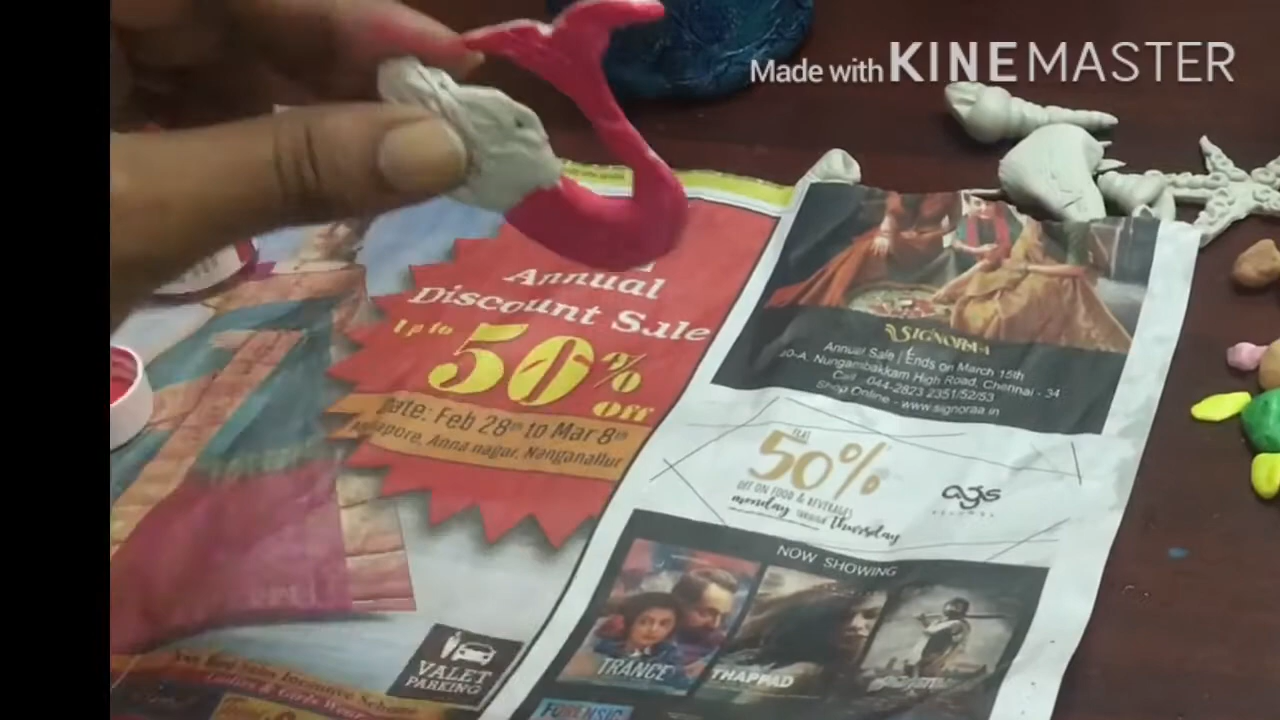 Made with KINEMASTER
Annual
Discount Sale
Up to
50%
Off
Date: Feb 28th to Mar 8th
Mylapore, Anna nagar, Nanganallur
VALET
PARKING
SIGNORAA
Annual Sale | Ends on March 15th
Nungambakkam High Road, Chennai - 34
Call 044-2823 2351/52/53
Shop Online - www.signoraa.in
FLAT
50%
OFF ON FOOD & BEVERAGES
monday thursday
ags
NOW SHOWING
TRANCE
THAPPAD
FORENSIC